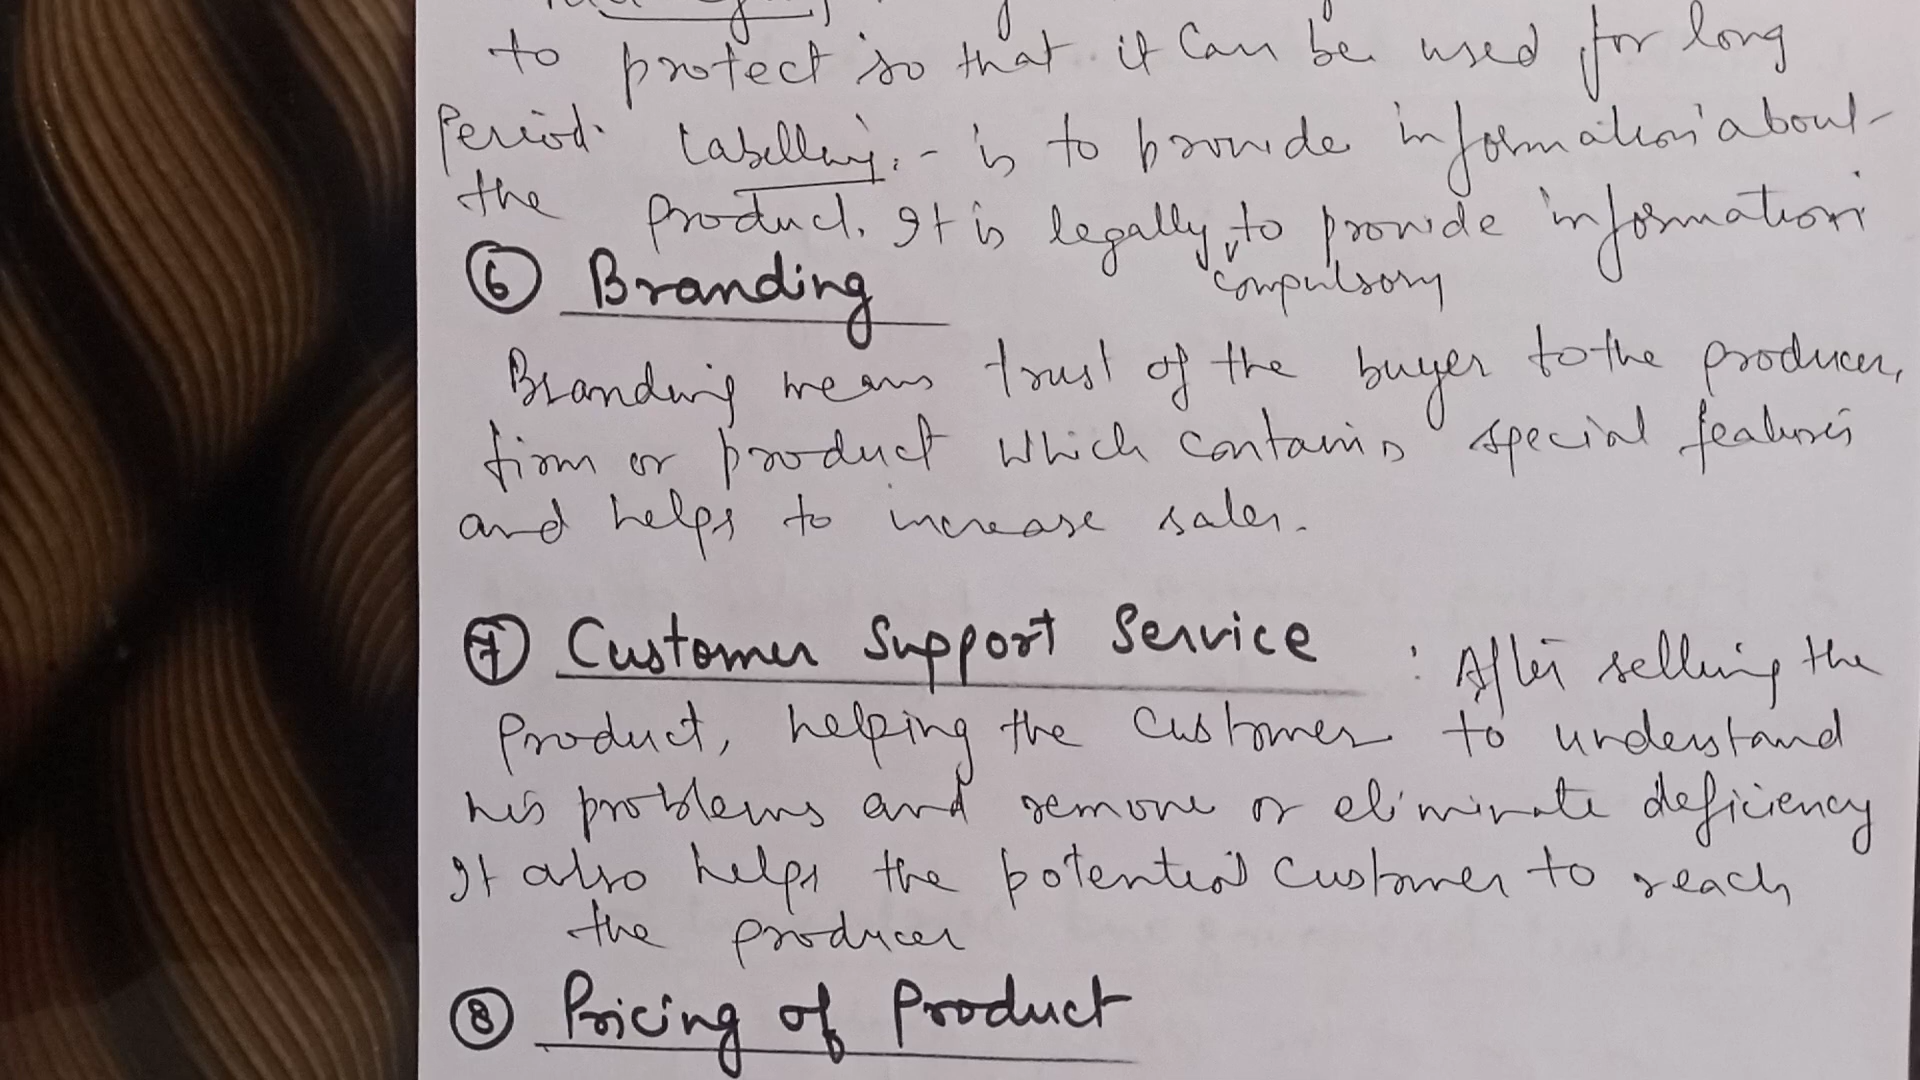 to protect so that it can be used for long
Period. Labelling :- is to provide information about
the product. It is legally to provide information
compulsory
⑥ Branding
Branding means trust of the buyer to the producer,
firm or product which contains special features
and helps to increase sales.
⑦ Customer Support Service : After selling the
Product, helping the customer to understand
his problems and remove or eliminate deficiency
It also helps the potential customer to reach
the producer
⑧ Pricing of Product